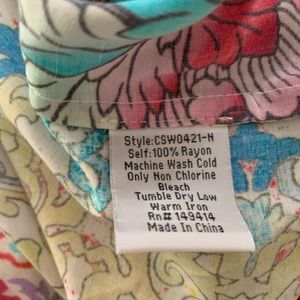 Style:CSW0421-N
Self:100% Rayon
Machine Wash Cold
Only Non Chlorine
Bleach
Tumble Dry Low
Warm Iron
Rn# 149414
Made In China